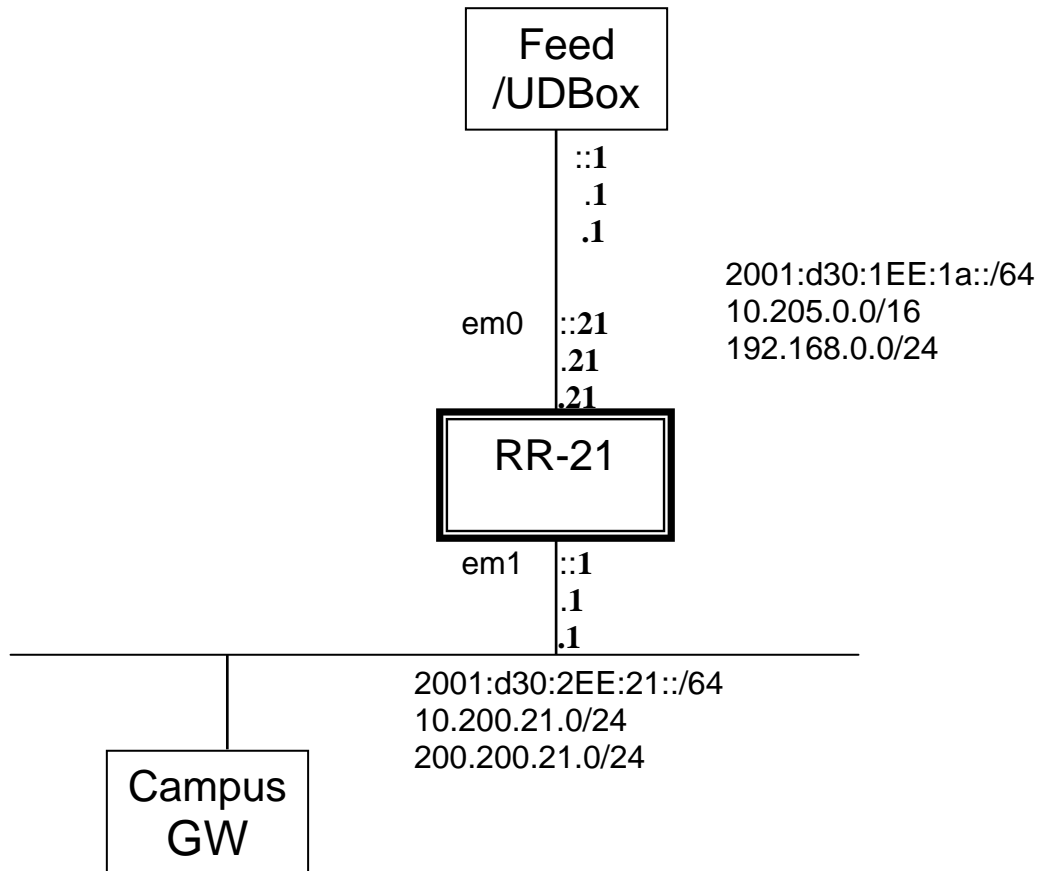 Feed
/UDBox
::1
.1
.1
2001:d30:1EE:1a::/64
10.205.0.0/16
192.168.0.0/24
em0
::21
.21
.21
RR-21
em1
::1
.1
.1
2001:d30:2EE:21::/64
10.200.21.0/24
200.200.21.0/24
Campus
GW